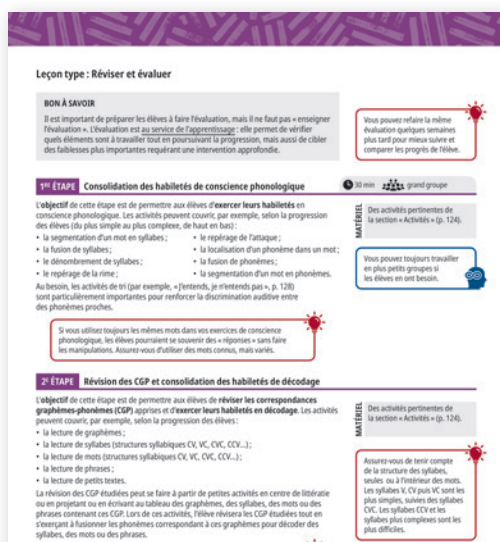 Leçon type : Réviser et évaluer
BON À SAVOIR
Il est important de préparer les élèves à faire l'évaluation, mais il ne faut pas « enseigner
l'évaluation ». L'évaluation est au service de l'apprentissage : elle permet de vérifier
quels éléments sont à travailler tout en poursuivant la progression, mais aussi de cibler
des faiblesses plus importantes requérant une intervention approfondie.
Vous pouvez refaire la même
évaluation quelques semaines
plus tard pour mieux suivre et
comparer les progrès de l'élève.
1re ÉTAPE Consolidation des habiletés de conscience phonologique
30 min grand groupe
L'objectif de cette étape est de permettre aux élèves d'exercer leurs habiletés en
conscience phonologique. Les activités peuvent couvrir, par exemple, selon la progression
des élèves (du plus simple au plus complexe, de haut en bas) :
• la segmentation d'un mot en syllabes ;
• la fusion de syllabes ;
• le dénombrement de syllabes ;
• le repérage de la rime ;
• le repérage de l'attaque ;
• la localisation d'un phonème dans un mot ;
• la fusion de phonèmes ;
• la segmentation d'un mot en phonèmes.
Au besoin, les activités de tri (par exemple, « J'entends, je n'entends pas », p. 128)
sont particulièrement importantes pour renforcer la discrimination auditive entre
des phonèmes proches.
MATÉRIEL
Des activités pertinentes de
la section « Activités » (p. 124).
Vous pouvez toujours travailler
en plus petits groupes si
les élèves en ont besoin.
Si vous utilisez toujours les mêmes mots dans vos exercices de conscience
phonologique, les élèves pourraient se souvenir des « réponses » sans faire
les manipulations. Assurez-vous d'utiliser des mots connus, mais variés.
2e ÉTAPE Révision des CGP et consolidation des habiletés de décodage
L'objectif de cette étape est de permettre aux élèves de réviser les correspondances
graphèmes-phonèmes (CGP) apprises et d'exercer leurs habiletés en décodage. Les activités
peuvent couvrir, par exemple, selon la progression des élèves :
• la lecture de graphèmes ;
• la lecture de syllabes (structures syllabiques CV, VC, CVC, CCV...) ;
• la lecture de mots (structures syllabiques CV, VC, CVC, CCV...) ;
• la lecture de phrases ;
• la lecture de petits textes.
La révision des CGP étudiées peut se faire à partir de petites activités en centre de littératie
ou en projetant ou en écrivant au tableau des graphèmes, des syllabes, des mots ou des
phrases contenant ces CGP. Lors de ces activités, l'élève révisera les CGP étudiées tout en
s'exerçant à fusionner les phonèmes correspondant à ces graphèmes pour décoder des
syllabes, des mots ou des phrases.
MATÉRIEL
Des activités pertinentes de
la section « Activités » (p. 124).
Assurez-vous de tenir compte
de la structure des syllabes,
seules ou à l'intérieur des mots.
Les syllabes V, CV puis VC sont les
plus simples, suivies des syllabes
CVC. Les syllabes CCV et les
syllabes plus complexes sont les
plus difficiles.